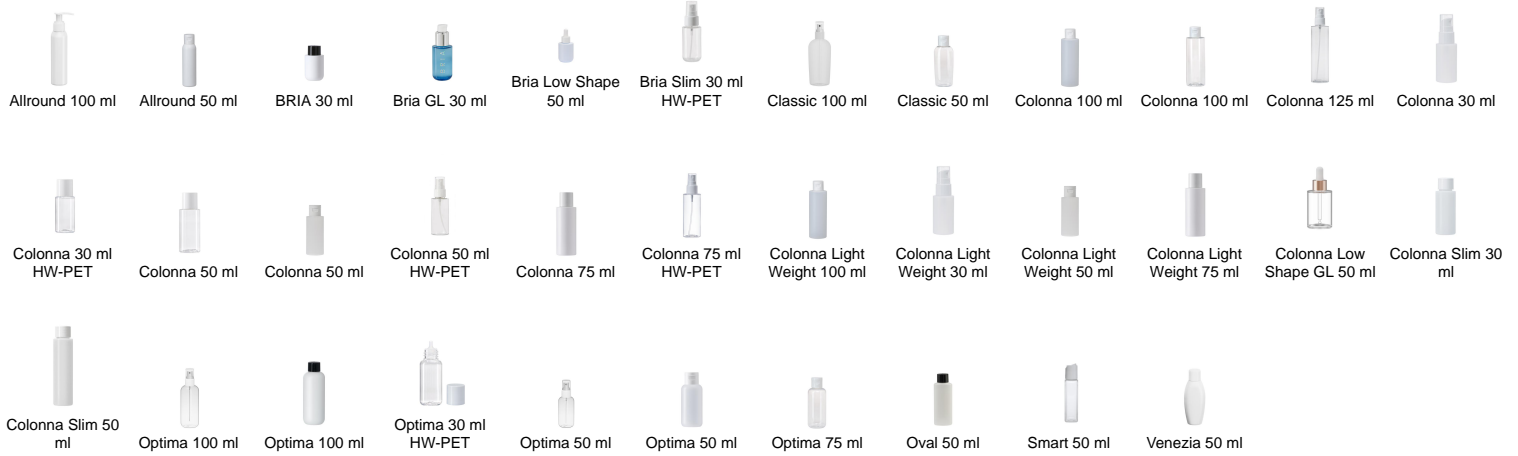 Allround 100 ml
Allround 50 ml
BRIA 30 ml
Bria GL 30 ml
Bria Low Shape
50 ml
Bria Slim 30 ml
HW-PET
Classic 100 ml
Classic 50 ml
Colonna 100 ml
Colonna 100 ml
Colonna 125 ml
Colonna 30 ml
Colonna 30 ml
HW-PET
Colonna 50 ml
Colonna 50 ml
Colonna 50 ml
HW-PET
Colonna 75 ml
Colonna 75 ml
HW-PET
Colonna Light
Weight 100 ml
Colonna Light
Weight 30 ml
Colonna Light
Weight 50 ml
Colonna Light
Weight 75 ml
Colonna Low
Shape GL 50 ml
Colonna Slim 30
ml
Colonna Slim 50
ml
Optima 100 ml
Optima 100 ml
Optima 30 ml
HW-PET
Optima 50 ml
Optima 50 ml
Optima 75 ml
Oval 50 ml
Smart 50 ml
Venezia 50 ml